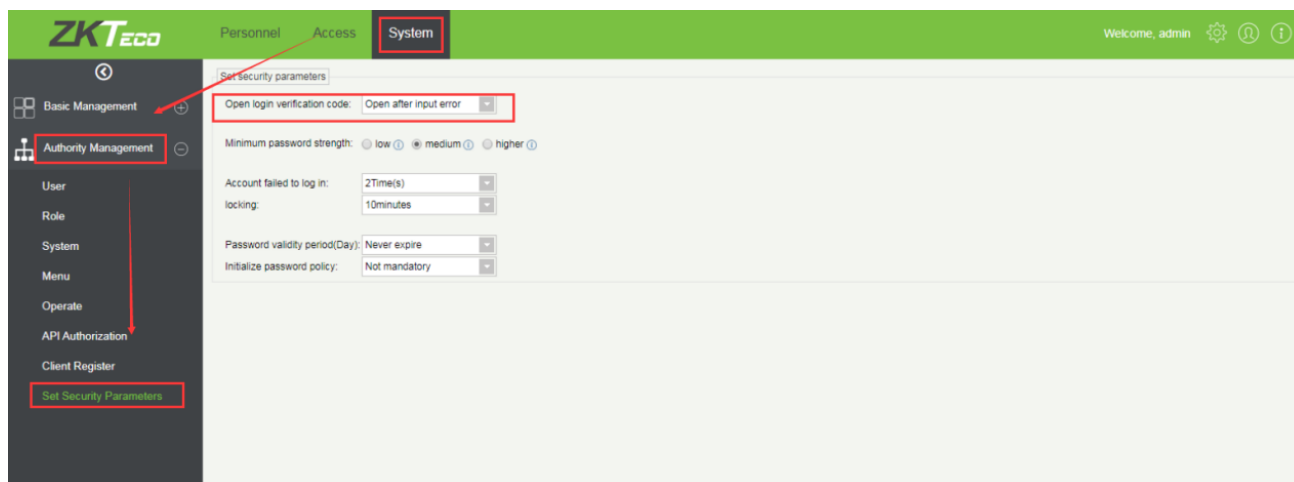 ZKTeco
Personnel Access System
Welcome, admin
Basic Management
Authority Management
User
Role
System
Menu
Operate
API Authorization
Client Register
Set Security Parameters
Set security parameters
Open login verification code: Open after input error
Minimum password strength: low medium higher
Account failed to log in: 2Time(s)
locking: 10minutes
Password validity period(Day): Never expire
Initialize password policy: Not mandatory